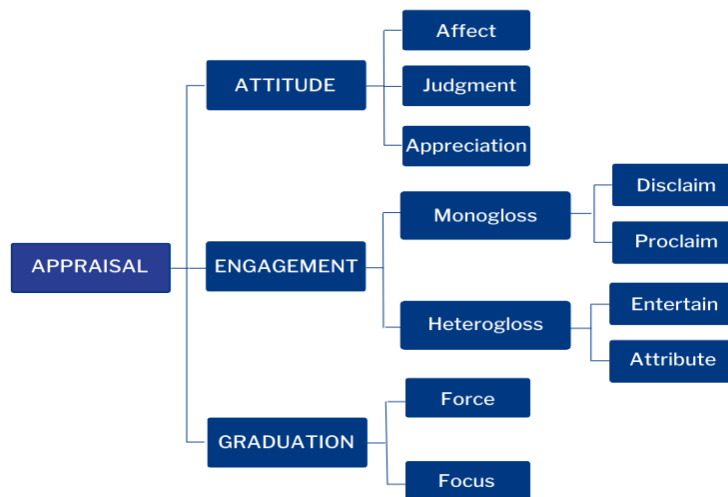 APPRAISAL
ATTITUDE
Affect
Judgment
Appreciation
ENGAGEMENT
Monogloss
Disclaim
Proclaim
Heterogloss
Entertain
Attribute
GRADUATION
Force
Focus